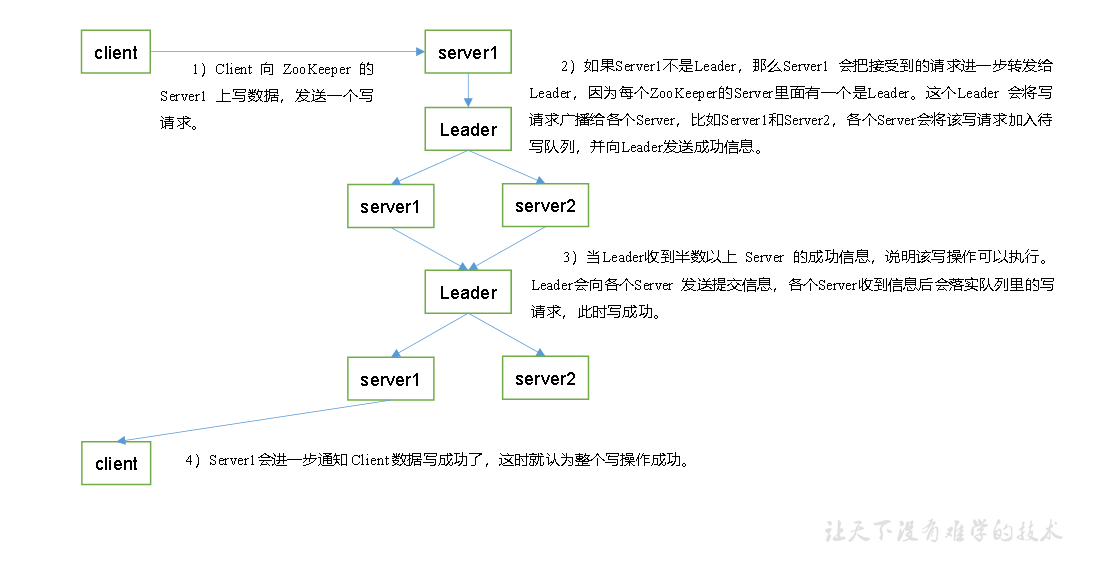 client
server1
1）Client 向 ZooKeeper 的
Server1 上写数据，发送一个写
请求。
2）如果Server1不是Leader，那么Server1 会把接受到的请求进一步转发给
Leader，因为每个ZooKeeper的Server里面有一个是Leader。这个Leader 会将写
请求广播给各个Server，比如Server1和Server2，各个Server会将该写请求加入待
写队列，并向Leader发送成功信息。
Leader
server1
server2
3）当Leader收到半数以上 Server 的成功信息，说明该写操作可以执行。
Leader会向各个Server 发送提交信息，各个Server收到信息后会落实队列里的写
请求，此时写成功。
Leader
server1
server2
client
4）Server1会进一步通知Client数据写成功了，这时就认为整个写操作成功。
让天下没有难学的技术